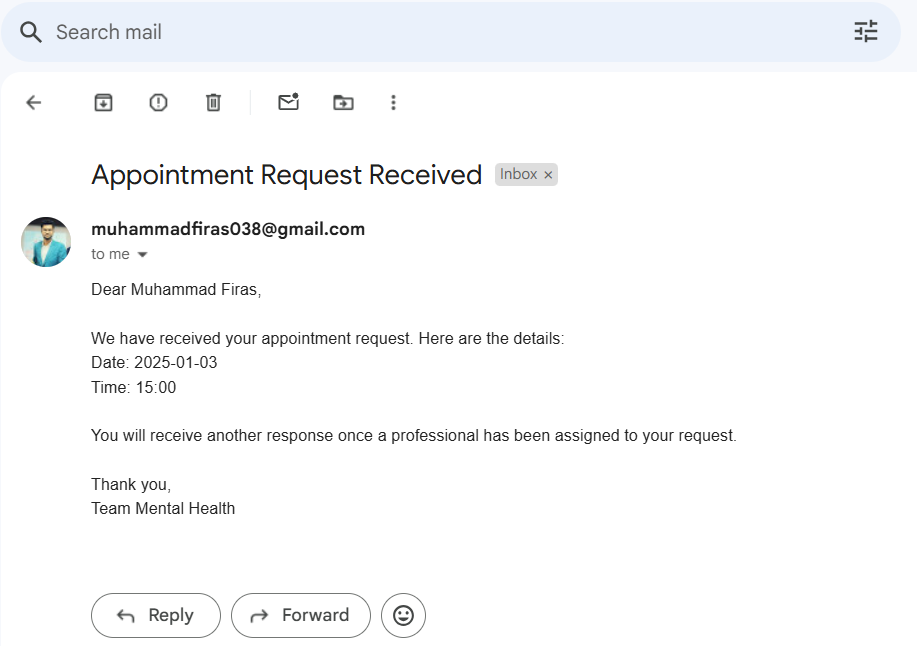 Search mail
Appointment Request Received Inbox ×
muhammadfiras038@gmail.com
to me
Dear Muhammad Firas,
We have received your appointment request. Here are the details:
Date: 2025-01-03
Time: 15:00
You will receive another response once a professional has been assigned to your request.
Thank you,
Team Mental Health
Reply Forward